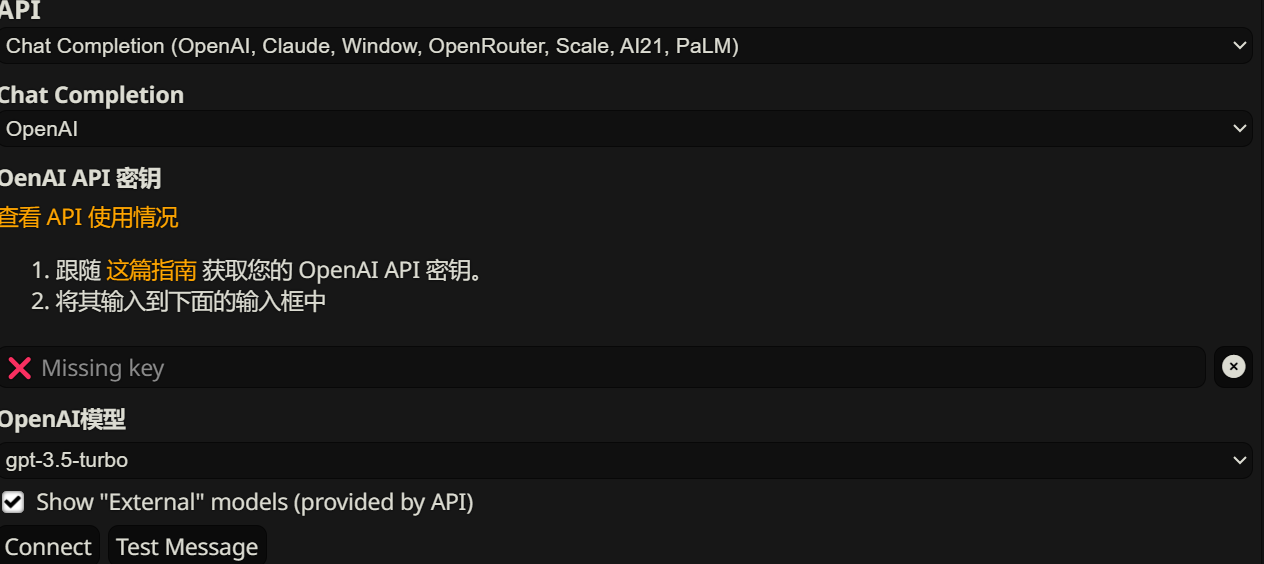 API
Chat Completion (OpenAI, Claude, Window, OpenRouter, Scale, AI21, PaLM)
Chat Completion
OpenAI
OenAI API 密钥
查看 API 使用情况
1. 跟随 这篇指南 获取您的 OpenAI API 密钥。
2. 将其输入到下面的输入框中
❌ Missing key
OpenAI模型
gpt-3.5-turbo
Show "External" models (provided by API)
Connect Test Message